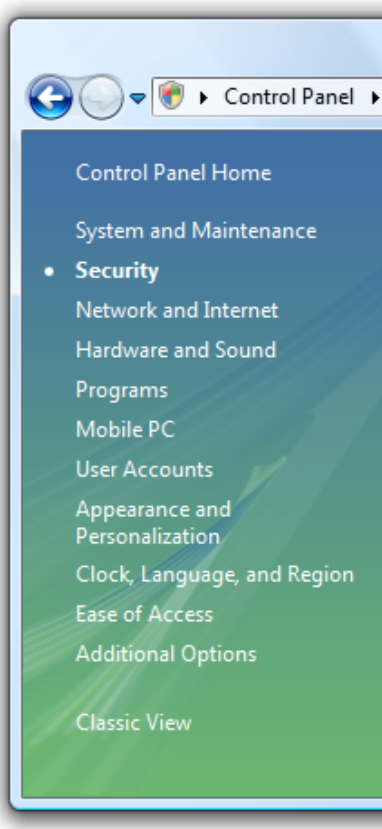 Control Panel
Control Panel Home
System and Maintenance
Security
Network and Internet
Hardware and Sound
Programs
Mobile PC
User Accounts
Appearance and
Personalization
Clock, Language, and Region
Ease of Access
Additional Options
Classic View